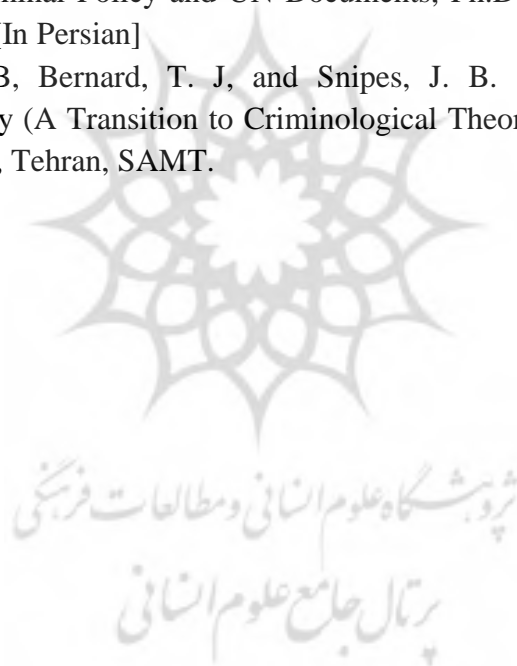 minal Policy and UN Documents, Ph.D
[In Persian]
B, Bernard, T. J, and Snipes, J. B.
y (A Transition to Criminological Theor
, Tehran, SAMT.
پژوهشگاه علوم انسانی و مطالعات فرهنگی
پرتال جامع علوم انسانی